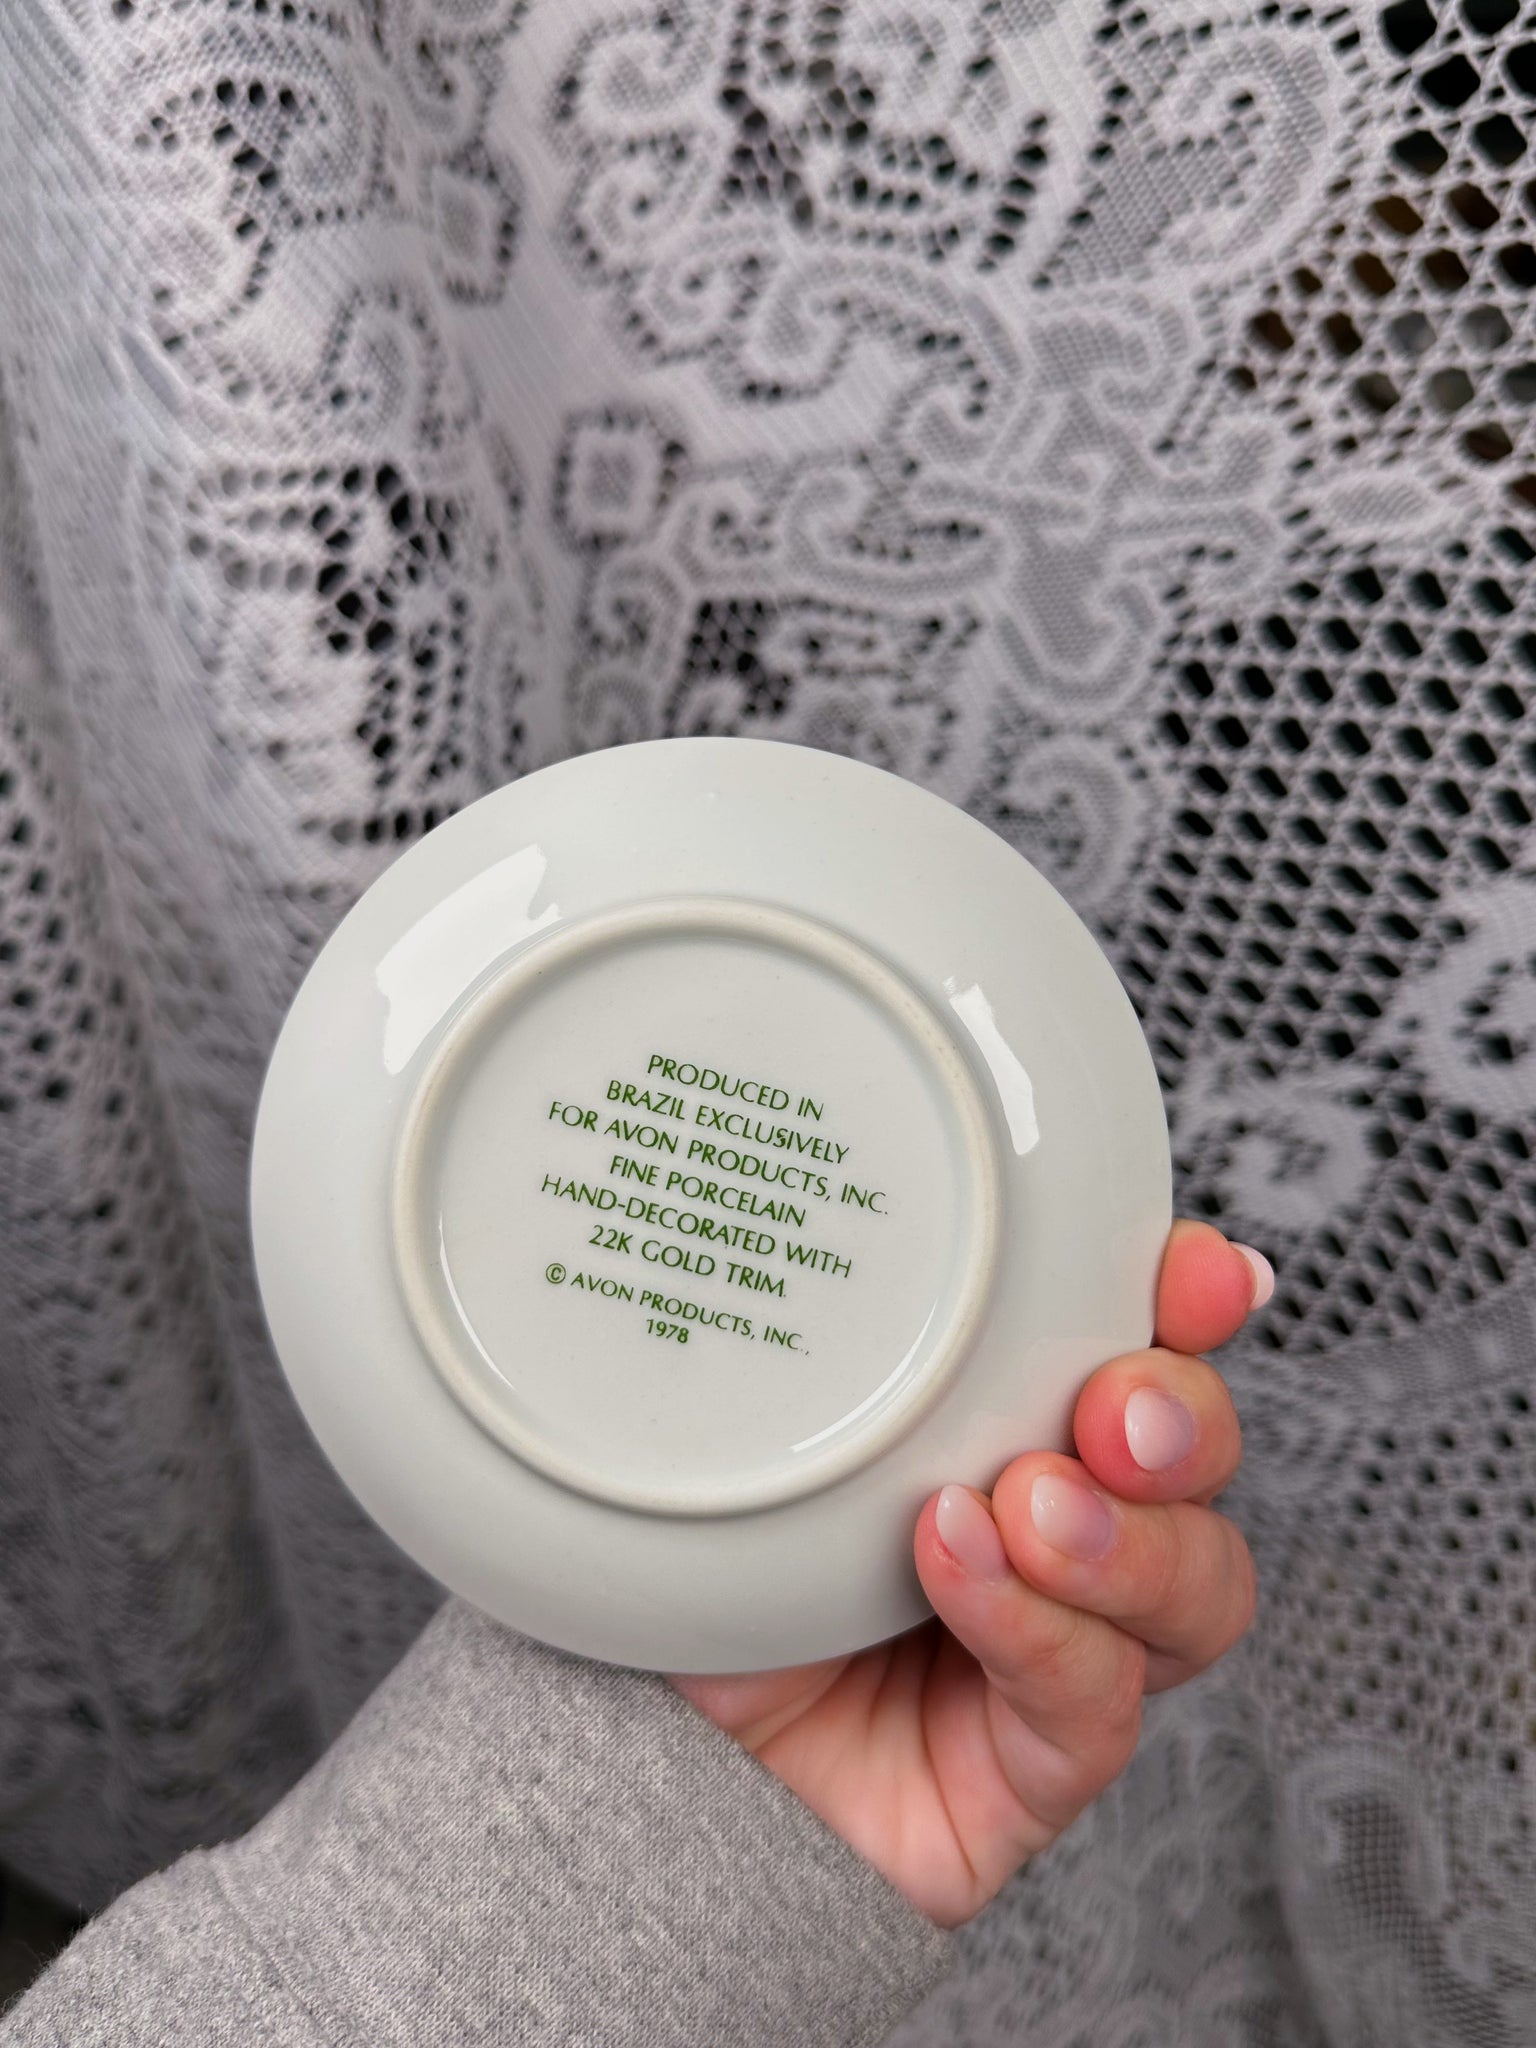 PRODUCED IN
BRAZIL EXCLUSIVELY
FOR AVON PRODUCTS, INC.
FINE PORCELAIN
HAND-DECORATED WITH
22K GOLD TRIM.
© AVON PRODUCTS, INC.,
1978